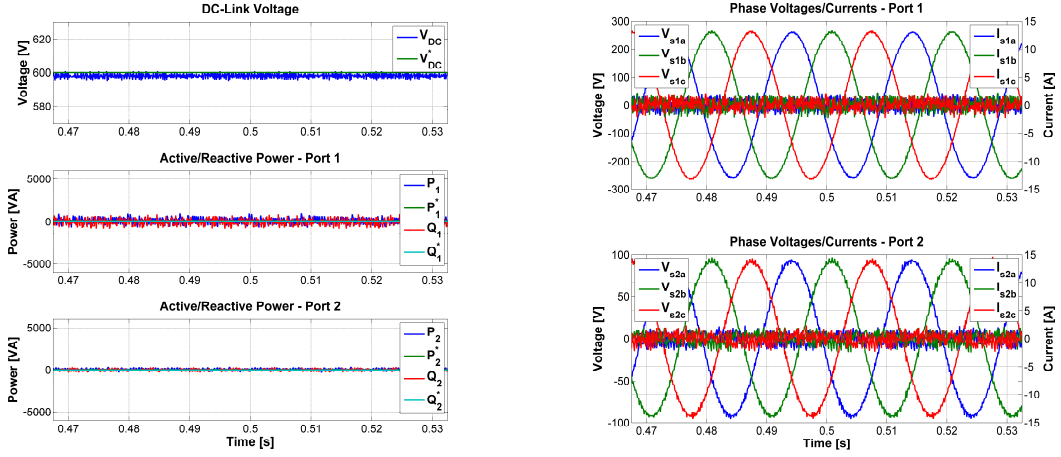 DC-Link Voltage
Voltage [V]
620
600
580
V_DC
V*_DC
0.47 0.48 0.49 0.5 0.51 0.52 0.53
Active/Reactive Power - Port 1
Power [VA]
5000
0
-5000
P_1
P*_1
Q_1
Q*_1
0.47 0.48 0.49 0.5 0.51 0.52 0.53
Active/Reactive Power - Port 2
Power [VA]
5000
0
-5000
P_2
P*_2
Q_2
Q*_2
0.47 0.48 0.49 0.5 0.51 0.52 0.53
Time [s]
Phase Voltages/Currents - Port 1
Voltage [V]
300
200
100
0
-100
-200
-300
V_s1a
V_s1b
V_s1c
I_s1a
I_s1b
I_s1c
15
10
5
0
-5
-10
-15
Current [A]
0.47 0.48 0.49 0.5 0.51 0.52 0.53
Phase Voltages/Currents - Port 2
Voltage [V]
100
50
0
-50
-100
V_s2a
V_s2b
V_s2c
I_s2a
I_s2b
I_s2c
15
10
5
0
-5
-10
-15
Current [A]
0.47 0.48 0.49 0.5 0.51 0.52 0.53
Time [s]